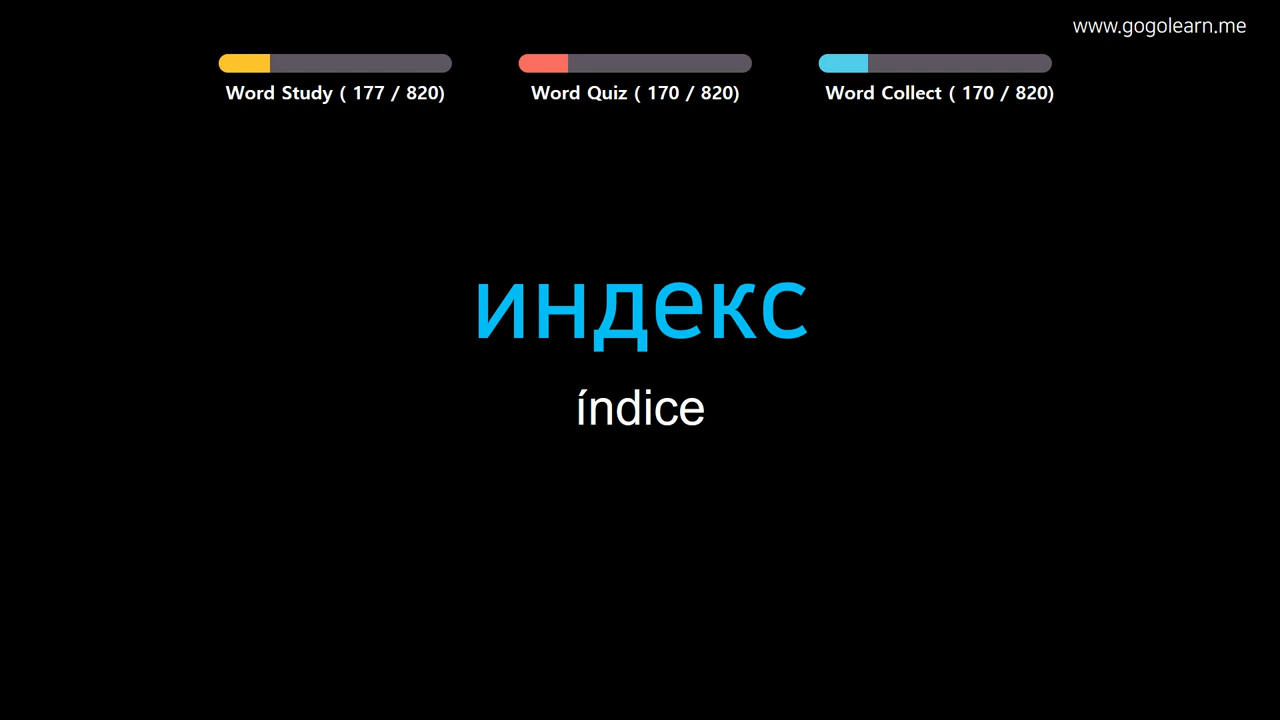 www.gogolearn.me
Word Study ( 177 / 820)
Word Quiz ( 170 / 820)
Word Collect ( 170 / 820)
индекс
índice